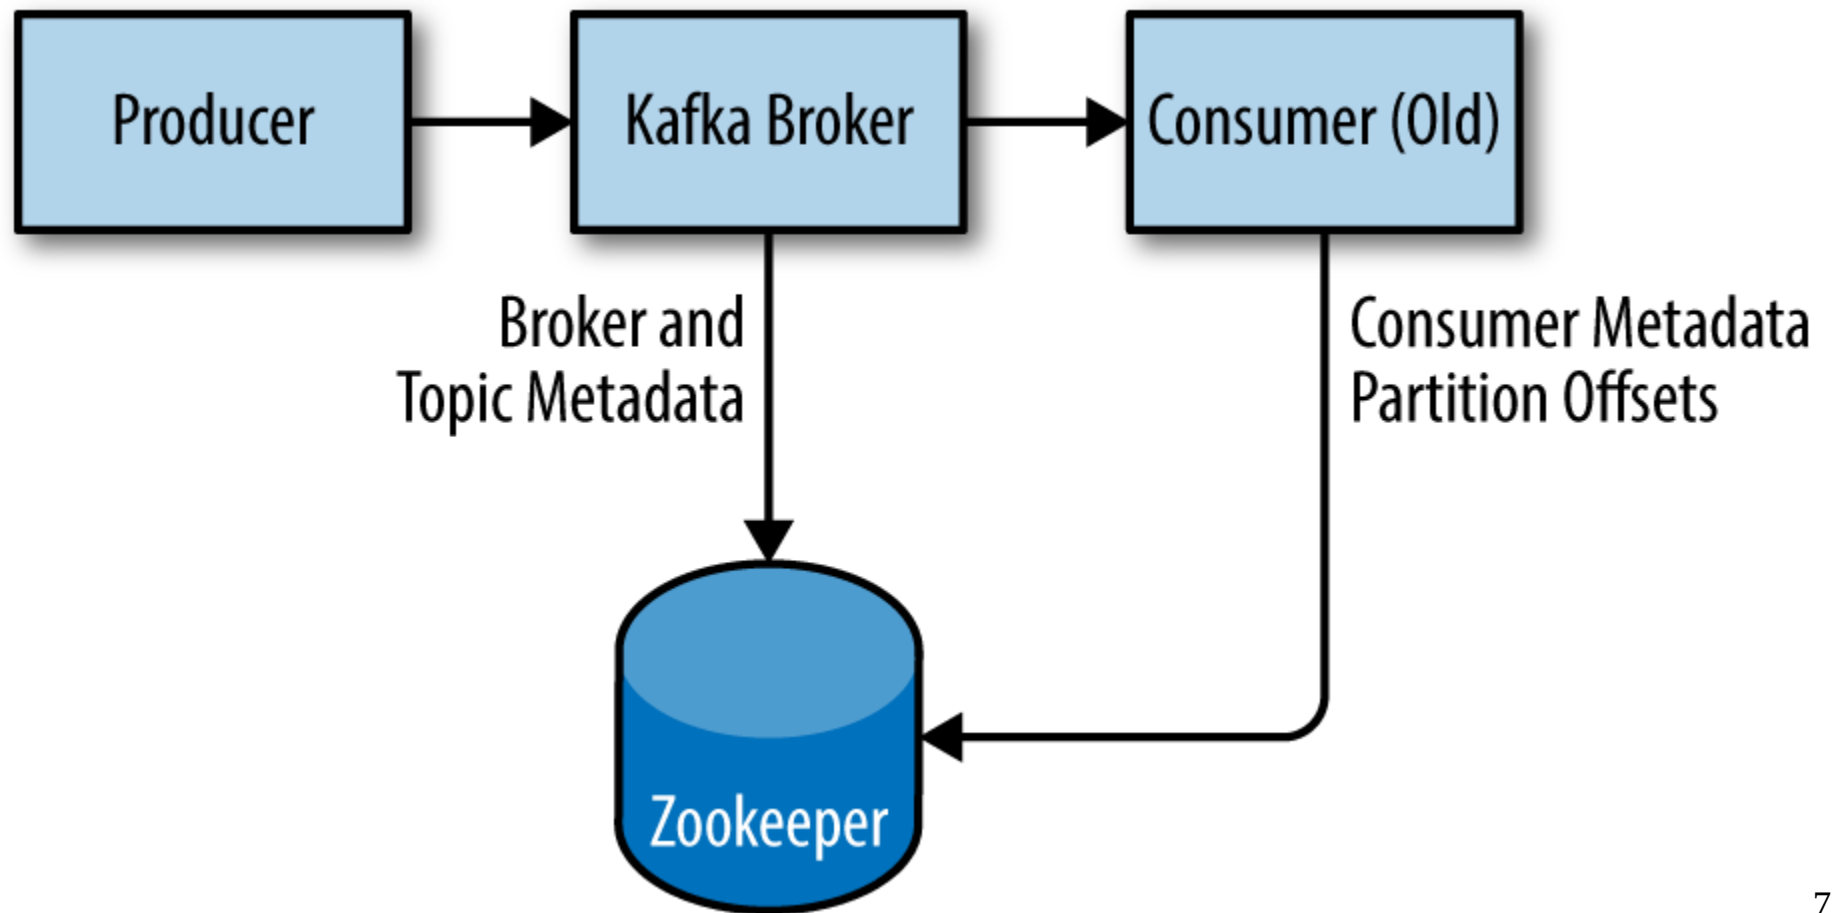 Producer
Kafka Broker
Consumer (Old)
Broker and
Topic Metadata
Consumer Metadata
Partition Offsets
Zookeeper
7